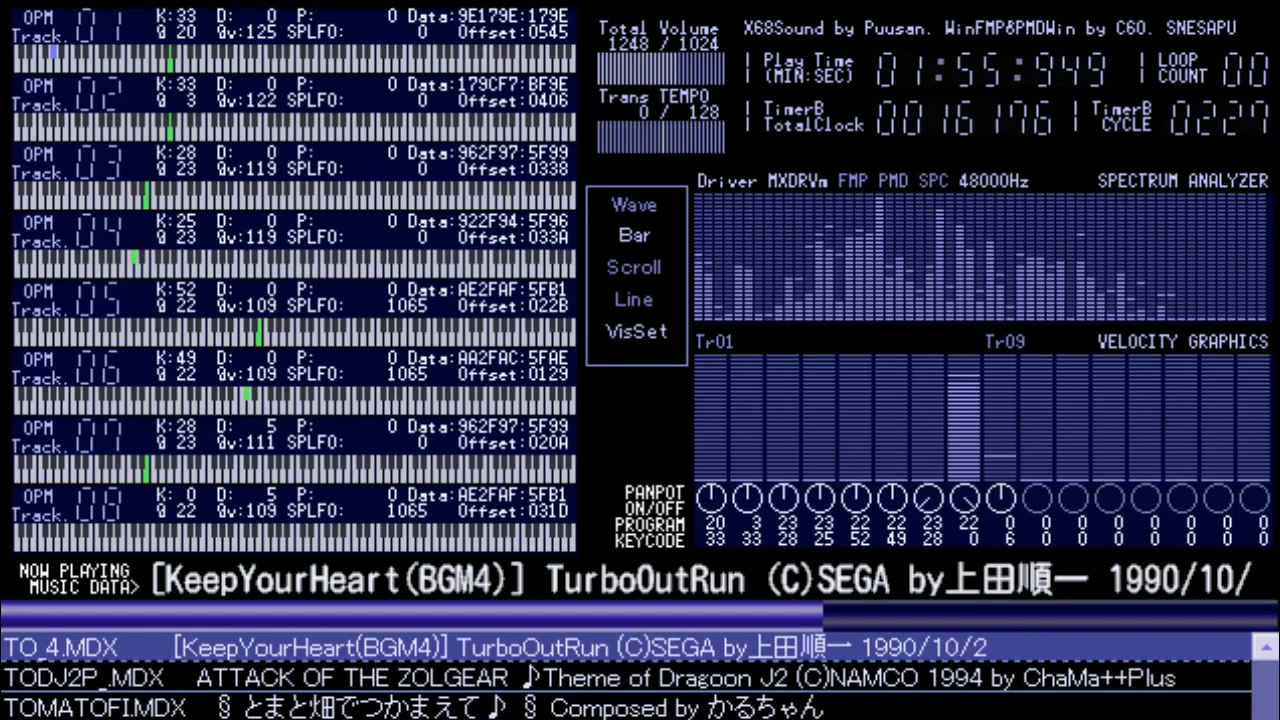 OPM K:33 D: 0 P: 0 Data:9E179E:179E
Track. 01 @ 20 @v:125 SPLFO: 0 Offset:0545
OPM K:33 D: 0 P: 0 Data:179CF7:BF9E
Track. 02 @ 3 @v:122 SPLFO: 0 Offset:0406
OPM K:28 D: 0 P: 0 Data:962F97:5F99
Track. 03 @ 23 @v:119 SPLFO: 0 Offset:0338
OPM K:25 D: 0 P: 0 Data:922F94:5F96
Track. 04 @ 23 @v:119 SPLFO: 0 Offset:033A
OPM K:52 D: 0 P: 0 Data:AE2FAF:5FB1
Track. 05 @ 22 @v:109 SPLFO: 1065 Offset:022B
OPM K:49 D: 0 P: 0 Data:AA2FAC:5FAE
Track. 06 @ 22 @v:109 SPLFO: 1065 Offset:0129
OPM K:28 D: 5 P: 0 Data:962F97:5F99
Track. 07 @ 23 @v:111 SPLFO: 0 Offset:020A
OPM K: 0 D: 5 P: 0 Data:AE2FAF:5FB1
Track. 08 @ 22 @v:109 SPLFO: 1065 Offset:031D
Total Volume
1248 / 1024
Trans TEMPO
0 / 128
X68Sound by Puusan. WinFMP&PMDWin by C60. SNESAPU
Play Time (MIN:SEC) 01:55:949 LOOP COUNT 00
TimerB TotalClock 0016176 TimerB CYCLE 0227
Wave
Bar
Scroll
Line
VisSet
Driver MXDRVm FMP PMD SPC 48000Hz SPECTRUM ANALYZER
Tr01 Tr09 VELOCITY GRAPHICS
PANPOT
ON/OFF
PROGRAM 20 3 23 23 22 22 23 22 0 0 0 0 0 0 0 0
KEYCODE 33 33 28 25 52 49 28 0 6 0 0 0 0 0 0 0
NOW PLAYING MUSIC DATA> [KeepYourHeart(BGM4)] TurboOutRun (C)SEGA by上田順一 1990/10/
TO_4.MDX [KeepYourHeart(BGM4)] TurboOutRun (C)SEGA by上田順一 1990/10/2
TODJ2P_.MDX ATTACK OF THE ZOLGEAR ♪Theme of Dragoon J2 (C)NAMCO 1994 by ChaMa++Plus
TOMATOFI.MDX § とまと畑でつかまえて♪ § Composed by かるちゃん